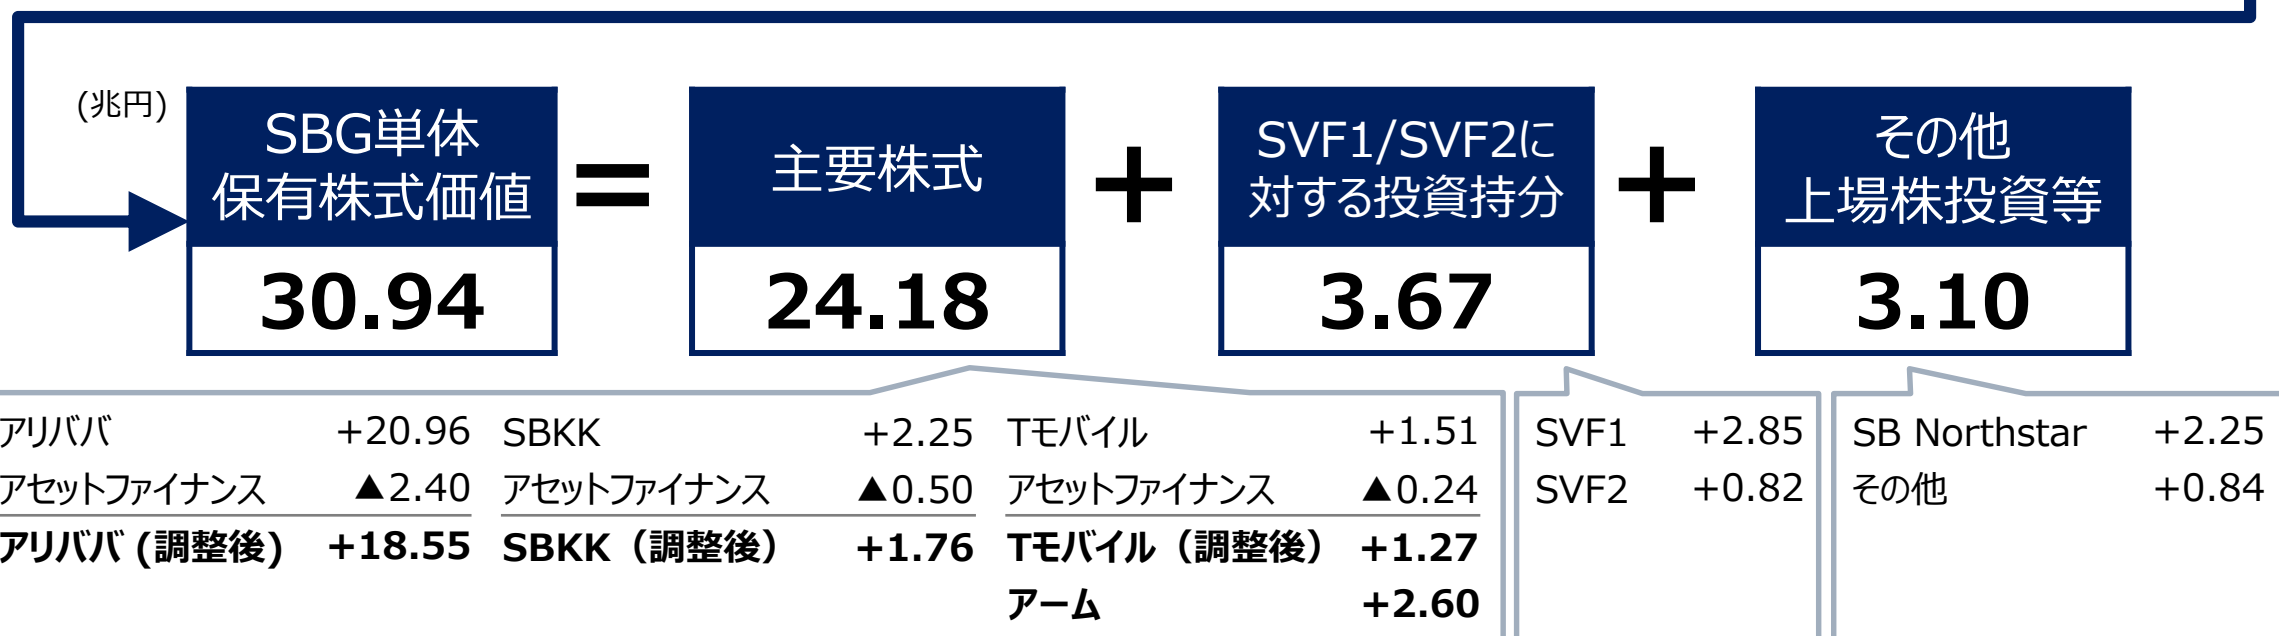 (兆円)
SBG単体
保有株式価値
30.94
=
主要株式
24.18
+
SVF1/SVF2に
対する投資持分
3.67
+
その他
上場株投資等
3.10
アリババ +20.96
アセットファイナンス ▲2.40
アリババ (調整後) +18.55
SBKK +2.25
アセットファイナンス ▲0.50
SBKK（調整後） +1.76
Tモバイル +1.51
アセットファイナンス ▲0.24
Tモバイル（調整後） +1.27
アーム +2.60
SVF1 +2.85
SVF2 +0.82
SB Northstar +2.25
その他 +0.84